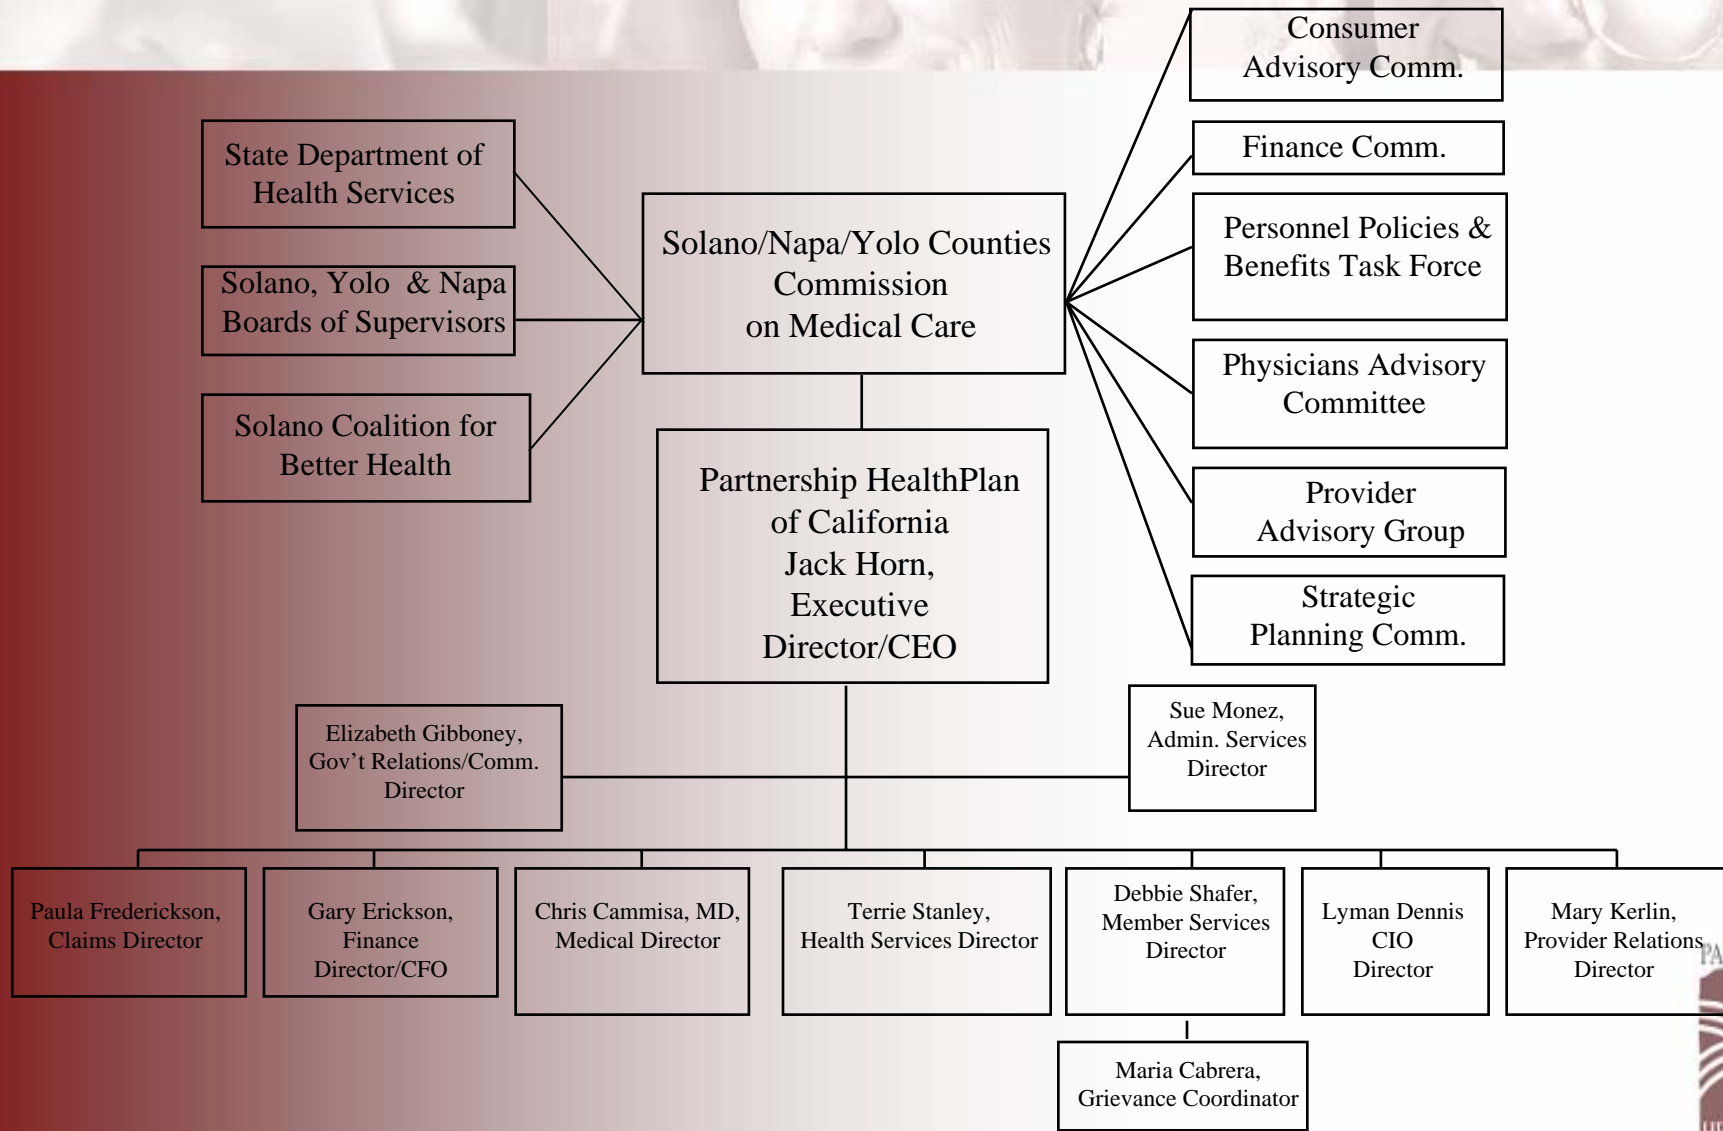 Consumer
Advisory Comm.
State Department of
Health Services
Finance Comm.
Solano/Napa/Yolo Counties
Commission
on Medical Care
Personnel Policies &
Benefits Task Force
Solano, Yolo & Napa
Boards of Supervisors
Physicians Advisory
Committee
Solano Coalition for
Better Health
Partnership HealthPlan
of California
Jack Horn,
Executive
Director/CEO
Provider
Advisory Group
Strategic
Planning Comm.
Elizabeth Gibboney,
Gov't Relations/Comm.
Director
Sue Monez,
Admin. Services
Director
Paula Frederickson,
Claims Director
Gary Erickson,
Finance
Director/CFO
Chris Cammisa, MD,
Medical Director
Terrie Stanley,
Health Services Director
Debbie Shafer,
Member Services
Director
Lyman Dennis
CIO
Director
Mary Kerlin,
Provider Relations
Director
Maria Cabrera,
Grievance Coordinator